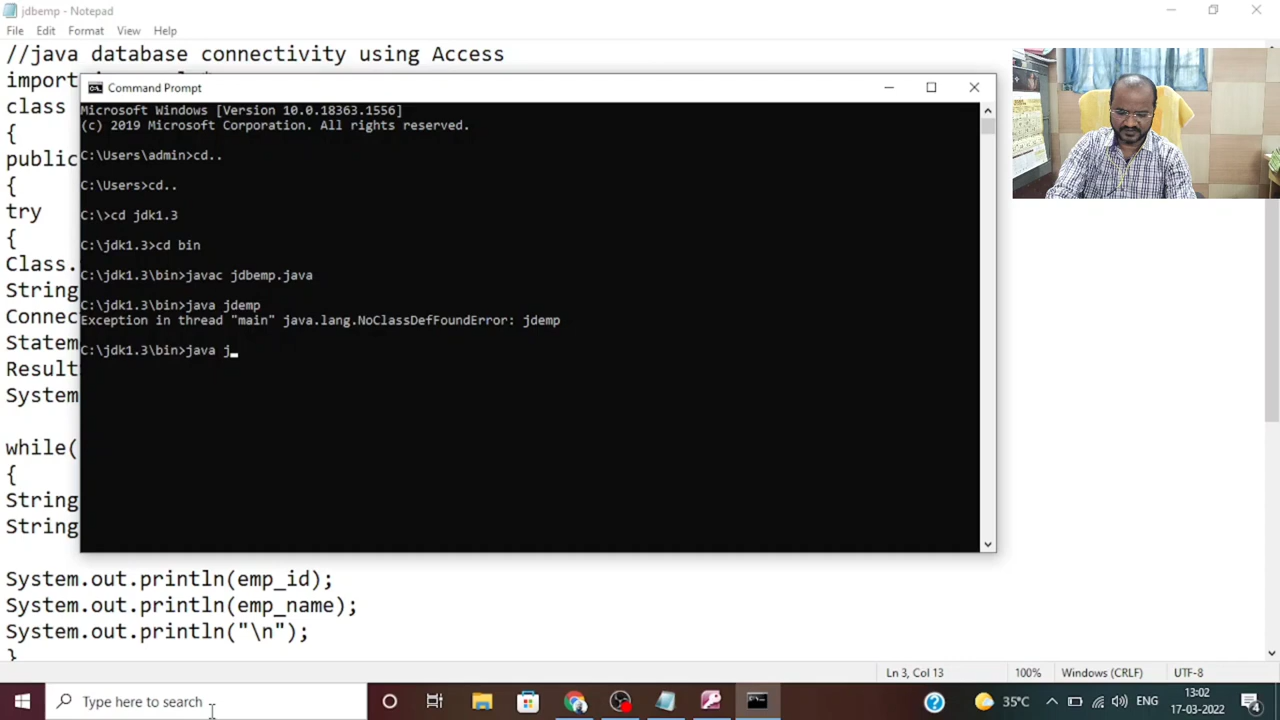 jdbemp - Notepad
File Edit Format View Help
//java database connectivity using Access
import
class
{
public
{
try
{
Class.
String
Connec
Statem
Result
System
while(
{
String
String
System.out.println(emp_id);
System.out.println(emp_name);
System.out.println("\n");
}
Command Prompt
Microsoft Windows [Version 10.0.18363.1556]
(c) 2019 Microsoft Corporation. All rights reserved.
C:\Users\admin>cd..
C:\Users>cd..
C:\>cd jdk1.3
C:\jdk1.3>cd bin
C:\jdk1.3\bin>javac jdbemp.java
C:\jdk1.3\bin>java jdemp
Exception in thread "main" java.lang.NoClassDefFoundError: jdemp
C:\jdk1.3\bin>java j_
Ln 3, Col 13 100% Windows (CRLF) UTF-8
Type here to search
35°C ENG
13:02
17-03-2022
4